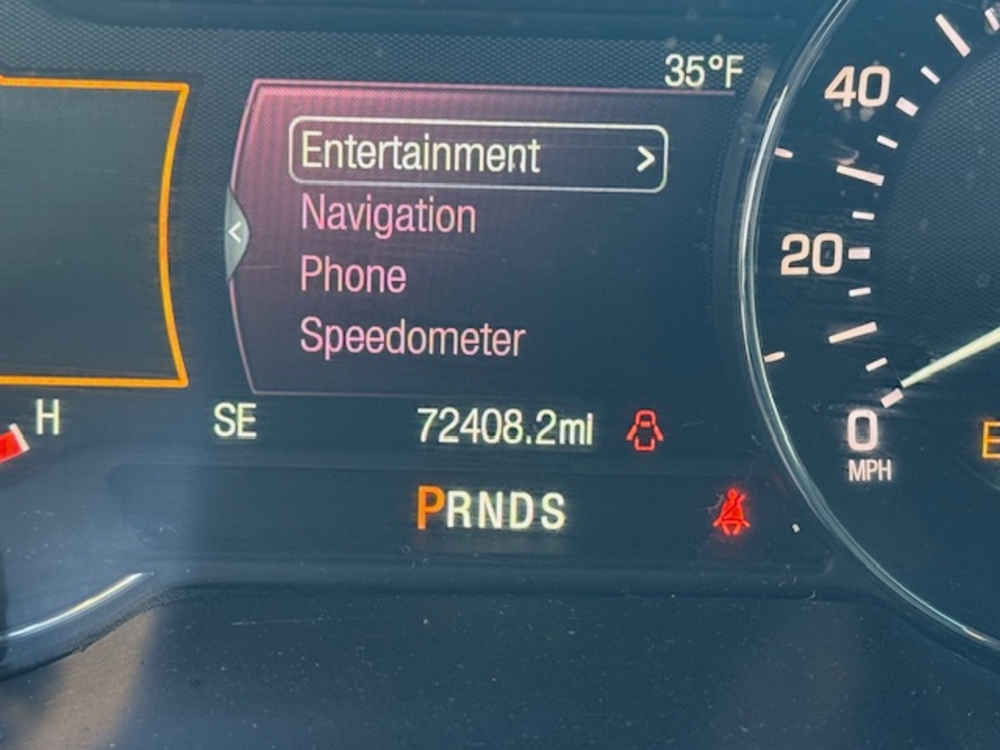 35°F
Entertainment >
Navigation
<
Phone
Speedometer
H
SE
72408.2mi
PRNDS
40
20
0
MPH
E